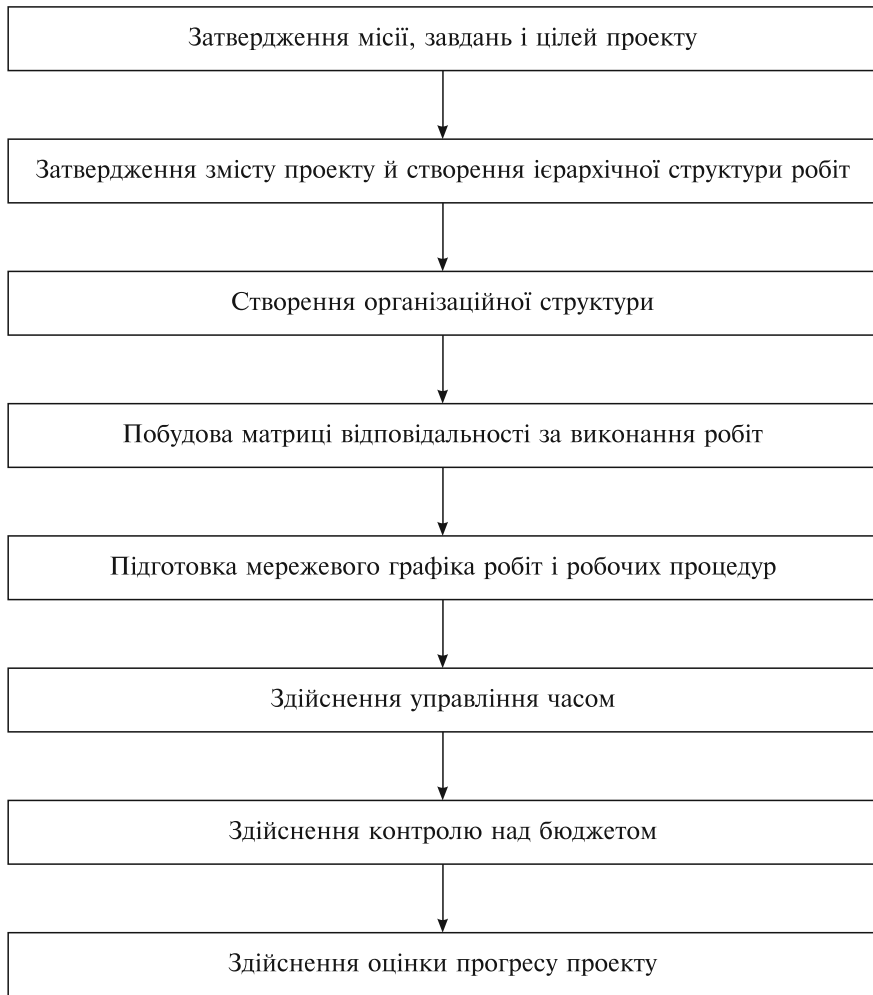 Затвердження місії, завдань і цілей проекту
Затвердження змісту проекту й створення ієрархічної структури робіт
Створення організаційної структури
Побудова матриці відповідальності за виконання робіт
Підготовка мережевого графіка робіт і робочих процедур
Здійснення управління часом
Здійснення контролю над бюджетом
Здійснення оцінки прогресу проекту